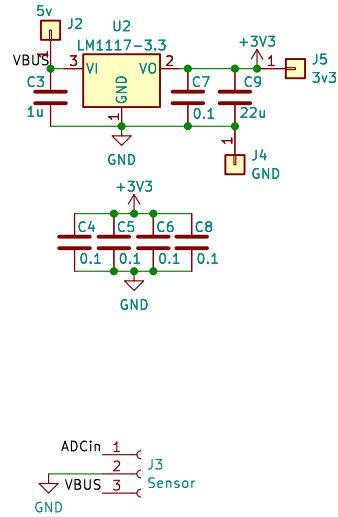 5v
J2
U2
LM1117-3.3
+3V3
VBUS
1
3
VI
VO
2
1
J5
3v3
C3
1u
GND
1
C7
0.1
C9
22u
1
GND
J4
GND
+3V3
C4
C5
C6
C8
0.1
0.1
0.1
0.1
GND
ADCin
1
2
J3
VBUS
3
Sensor
GND